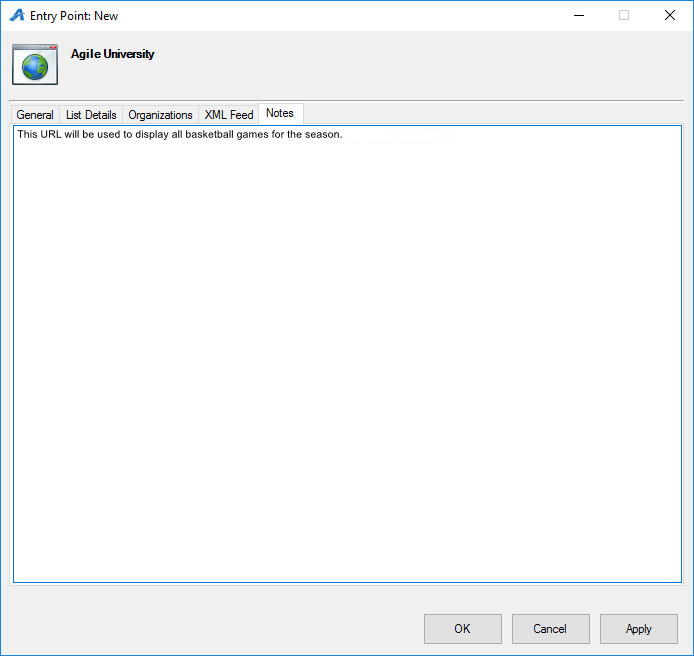 Entry Point: New
Agile University
General List Details Organizations XML Feed Notes
This URL will be used to display all basketball games for the season.
OK Cancel Apply